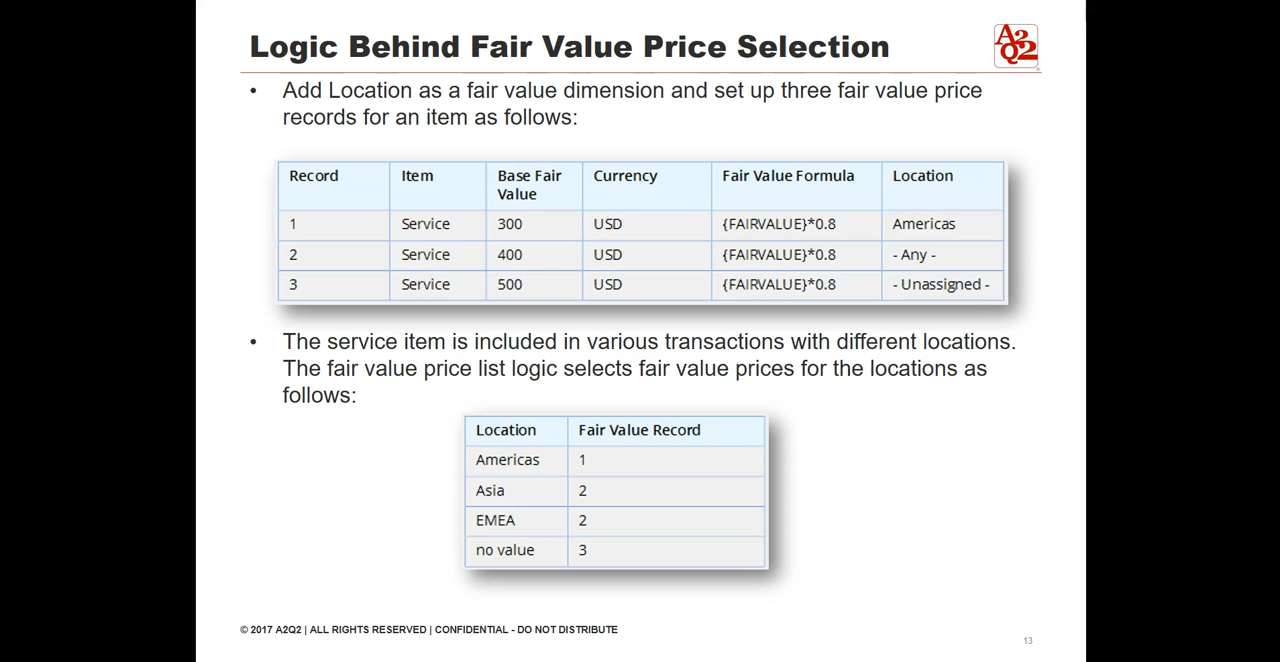 Logic Behind Fair Value Price Selection
A2Q2
• Add Location as a fair value dimension and set up three fair value price
records for an item as follows:
Record Item Base Fair Value Currency Fair Value Formula Location
1 Service 300 USD {FAIRVALUE}*0.8 Americas
2 Service 400 USD {FAIRVALUE}*0.8 - Any -
3 Service 500 USD {FAIRVALUE}*0.8 - Unassigned -
• The service item is included in various transactions with different locations.
The fair value price list logic selects fair value prices for the locations as
follows:
Location Fair Value Record
Americas 1
Asia 2
EMEA 2
no value 3
© 2017 A2Q2 | ALL RIGHTS RESERVED | CONFIDENTIAL - DO NOT DISTRIBUTE
13